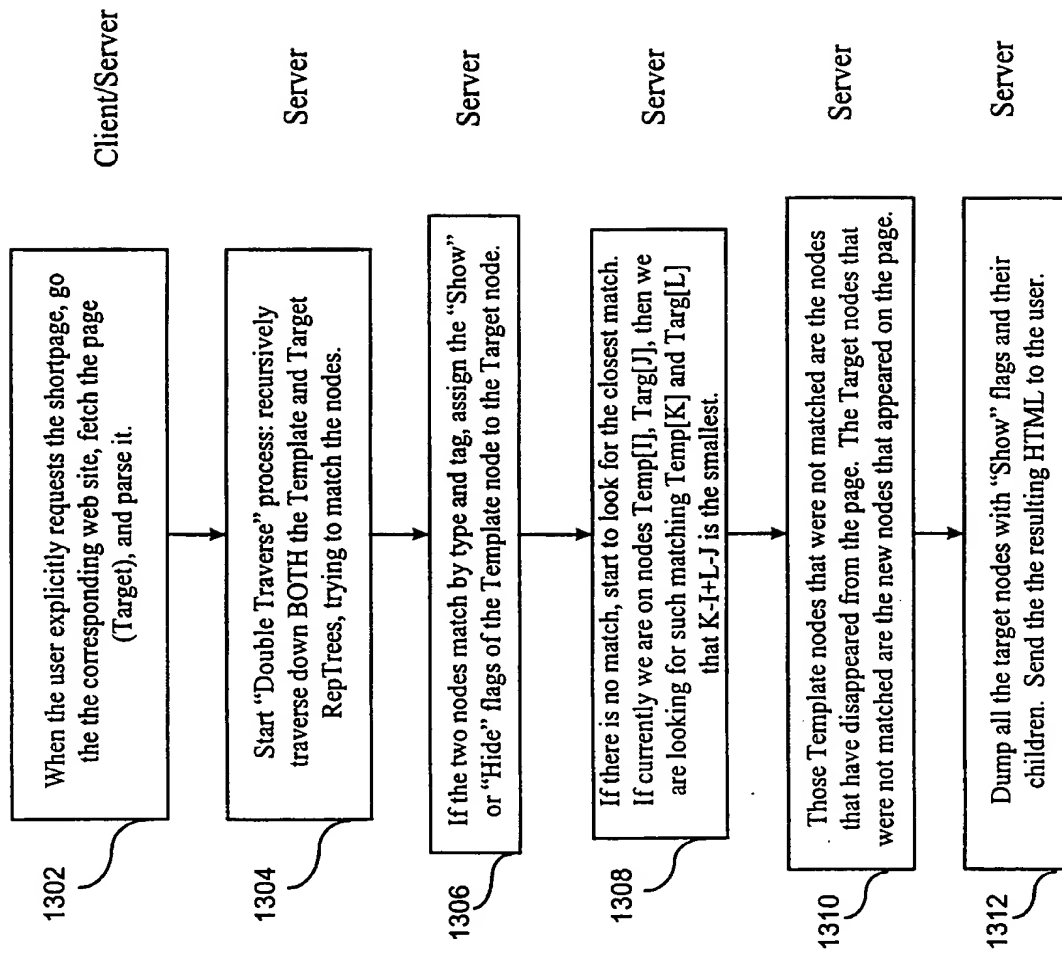 1302
When the user explicitly requests the shortpage, go
the the corresponding web site, fetch the page
(Target), and parse it.
Client/Server
1304
Start “Double Traverse” process: recursively
traverse down BOTH the Template and Target
RepTrees, trying to match the nodes.
Server
1306
If the two nodes match by type and tag, assign the “Show”
or “Hide” flags of the Template node to the Target node.
Server
1308
If there is no match, start to look for the closest match.
If currently we are on nodes Temp[I], Targ[J], then we
are looking for such matching Temp[K] and Targ[L]
that K-I+L-J is the smallest.
Server
1310
Those Template nodes that were not matched are the nodes
that have disappeared from the page. The Target nodes that
were not matched are the new nodes that appeared on the page.
Server
1312
Dump all the target nodes with “Show” flags and their
children. Send the the resulting HTML to the user.
Server